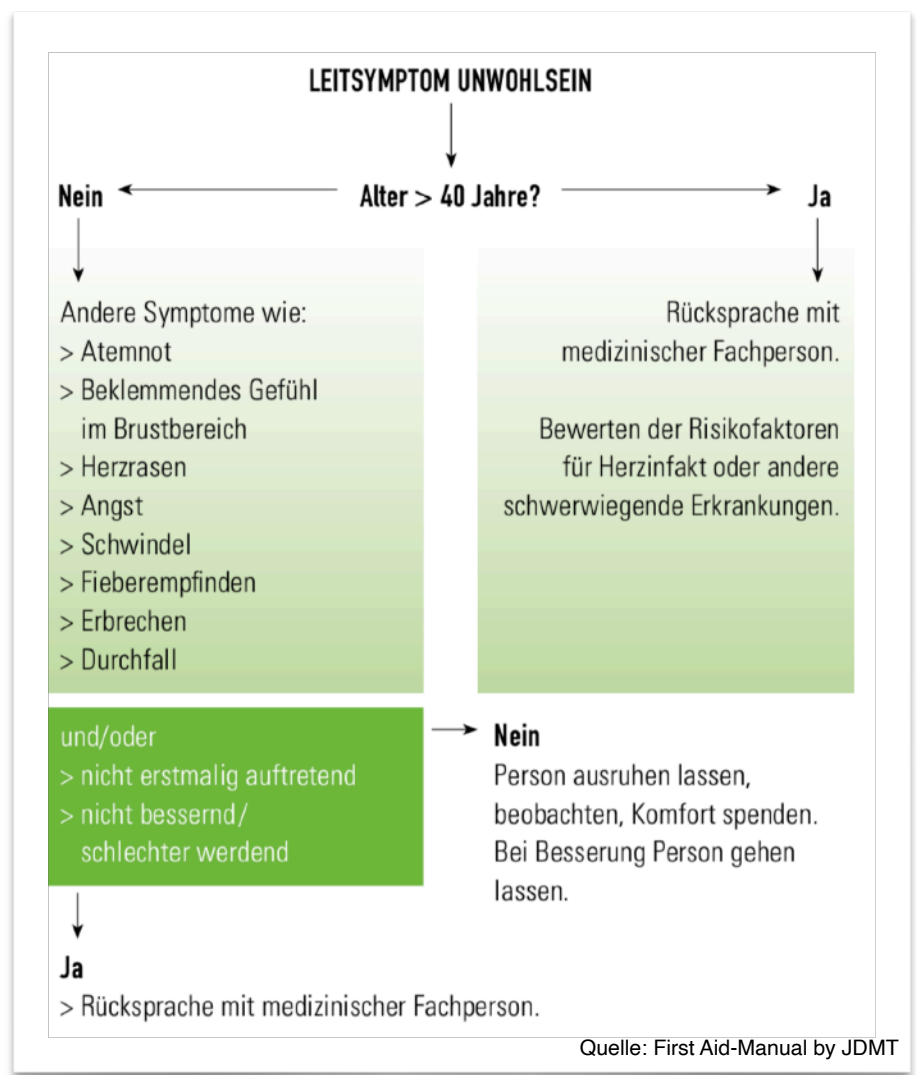 LEITSYMPTOM UNWOHLSEIN
Nein
Alter > 40 Jahre?
Ja
Andere Symptome wie:
> Atemnot
> Beklemmendes Gefühl
im Brustbereich
> Herzrasen
> Angst
> Schwindel
> Fieberempfinden
> Erbrechen
> Durchfall
Rücksprache mit
medizinischer Fachperson.
Bewerten der Risikofaktoren
für Herzinfakt oder andere
schwerwiegende Erkrankungen.
und/oder
> nicht erstmalig auftretend
> nicht bessernd/
schlechter werdend
Nein
Person ausruhen lassen,
beobachten, Komfort spenden.
Bei Besserung Person gehen
lassen.
Ja
> Rücksprache mit medizinischer Fachperson.
Quelle: First Aid-Manual by JDMT